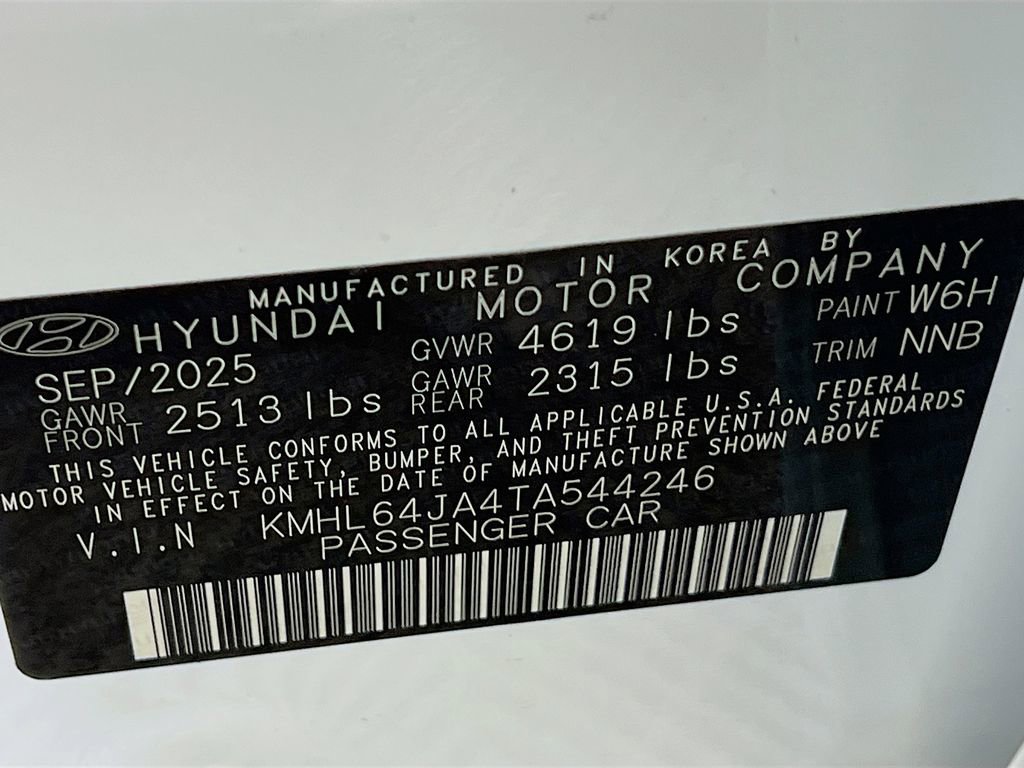 MANUFACTURED IN KOREA BY
HYUNDAI MOTOR COMPANY
SEP/2025 GVWR 4619 lbs PAINT W6H
GAWR FRONT 2513 lbs GAWR REAR 2315 lbs TRIM NNB
THIS VEHICLE CONFORMS TO ALL APPLICABLE U.S.A. FEDERAL
MOTOR VEHICLE SAFETY, BUMPER, AND THEFT PREVENTION STANDARDS
IN EFFECT ON THE DATE OF MANUFACTURE SHOWN ABOVE
V.I.N KMHL64JA4TA544246
PASSENGER CAR